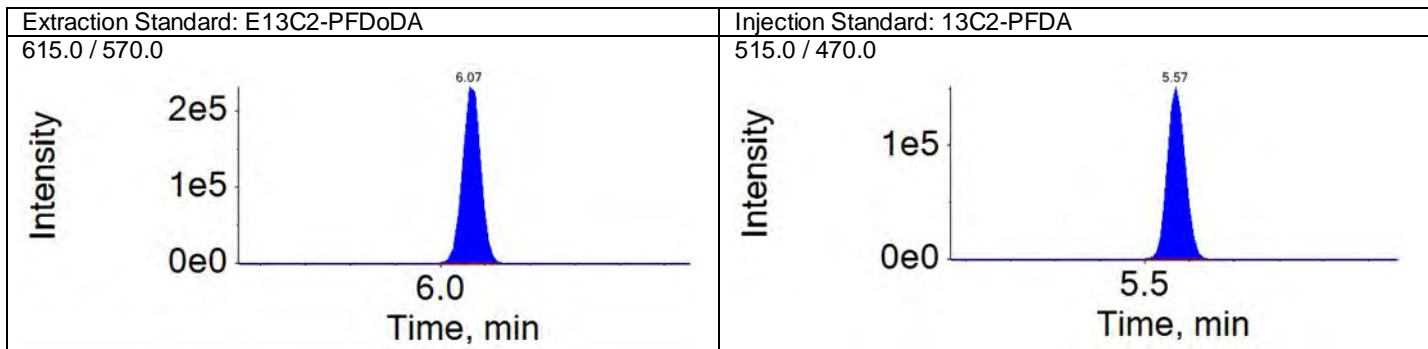 Extraction Standard: E13C2-PFDoDA
615.0 / 570.0
6.07
2e5
1e5
0e0
Intensity
6.0
Time, min
Injection Standard: 13C2-PFDA
515.0 / 470.0
5.57
1e5
0e0
Intensity
5.5
Time, min